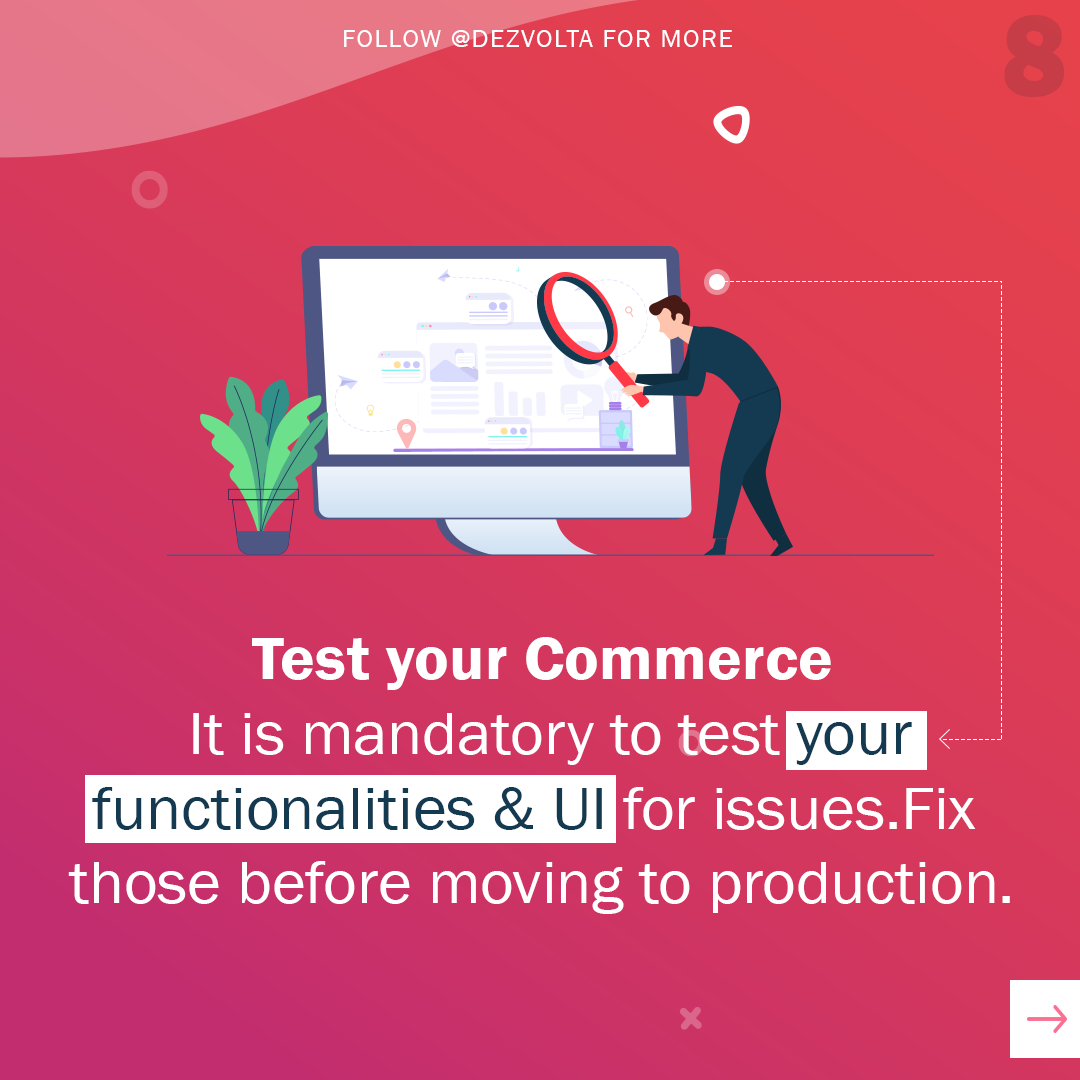 FOLLOW @DEZVOLTA FOR MORE
8
Test your Commerce
It is mandatory to test your
functionalities & UI for issues.Fix
those before moving to production.